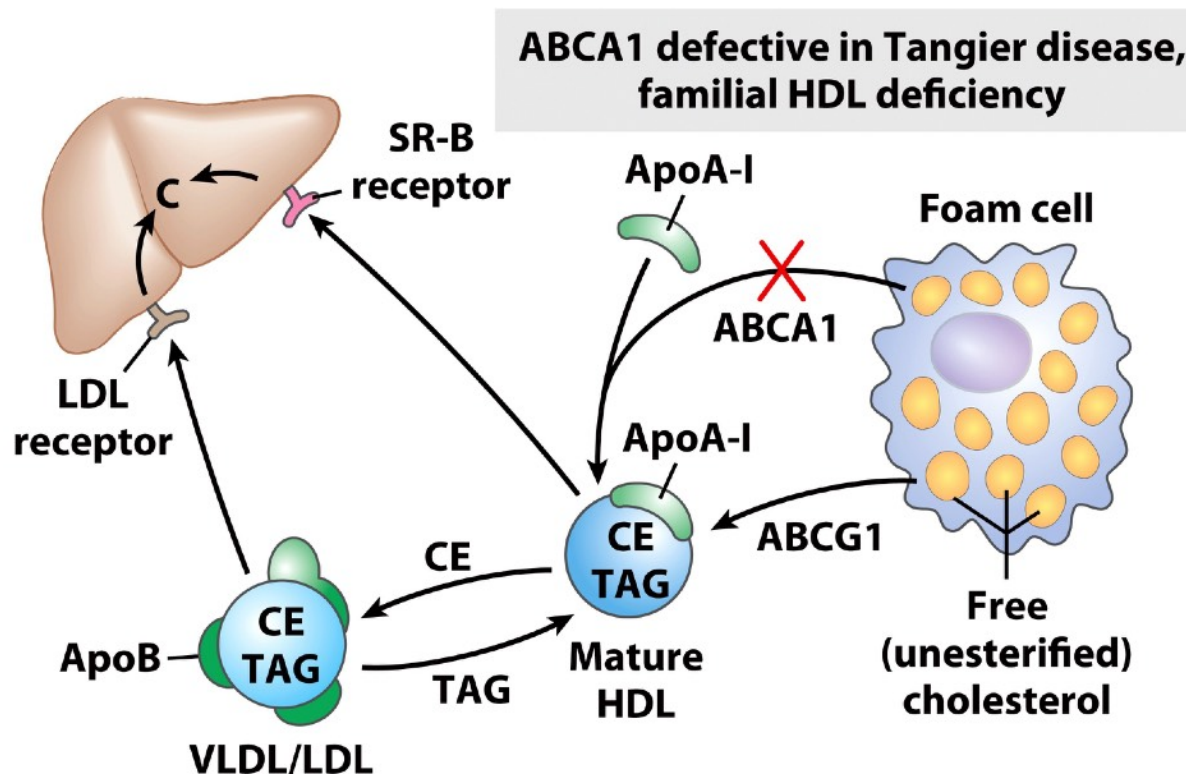 ABCA1 defective in Tangier disease,
familial HDL deficiency
SR-B
receptor
C
ApoA-I
Foam cell
ABCA1
LDL
receptor
ApoA-I
CE
TAG
ABCG1
CE
CE
TAG
ApoB
TAG
Mature
HDL
Free
(unesterified)
cholesterol
VLDL/LDL